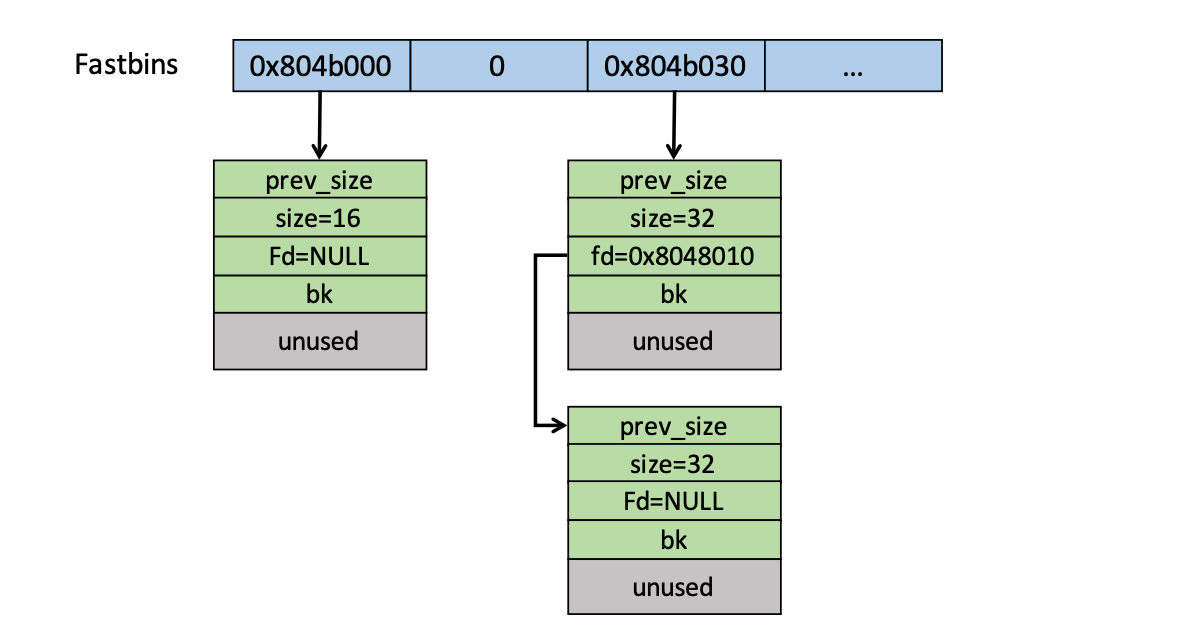 Fastbins 0x804b000 0 0x804b030 ...
prev_size
size=16
Fd=NULL
bk
unused
prev_size
size=32
fd=0x8048010
bk
unused
prev_size
size=32
Fd=NULL
bk
unused